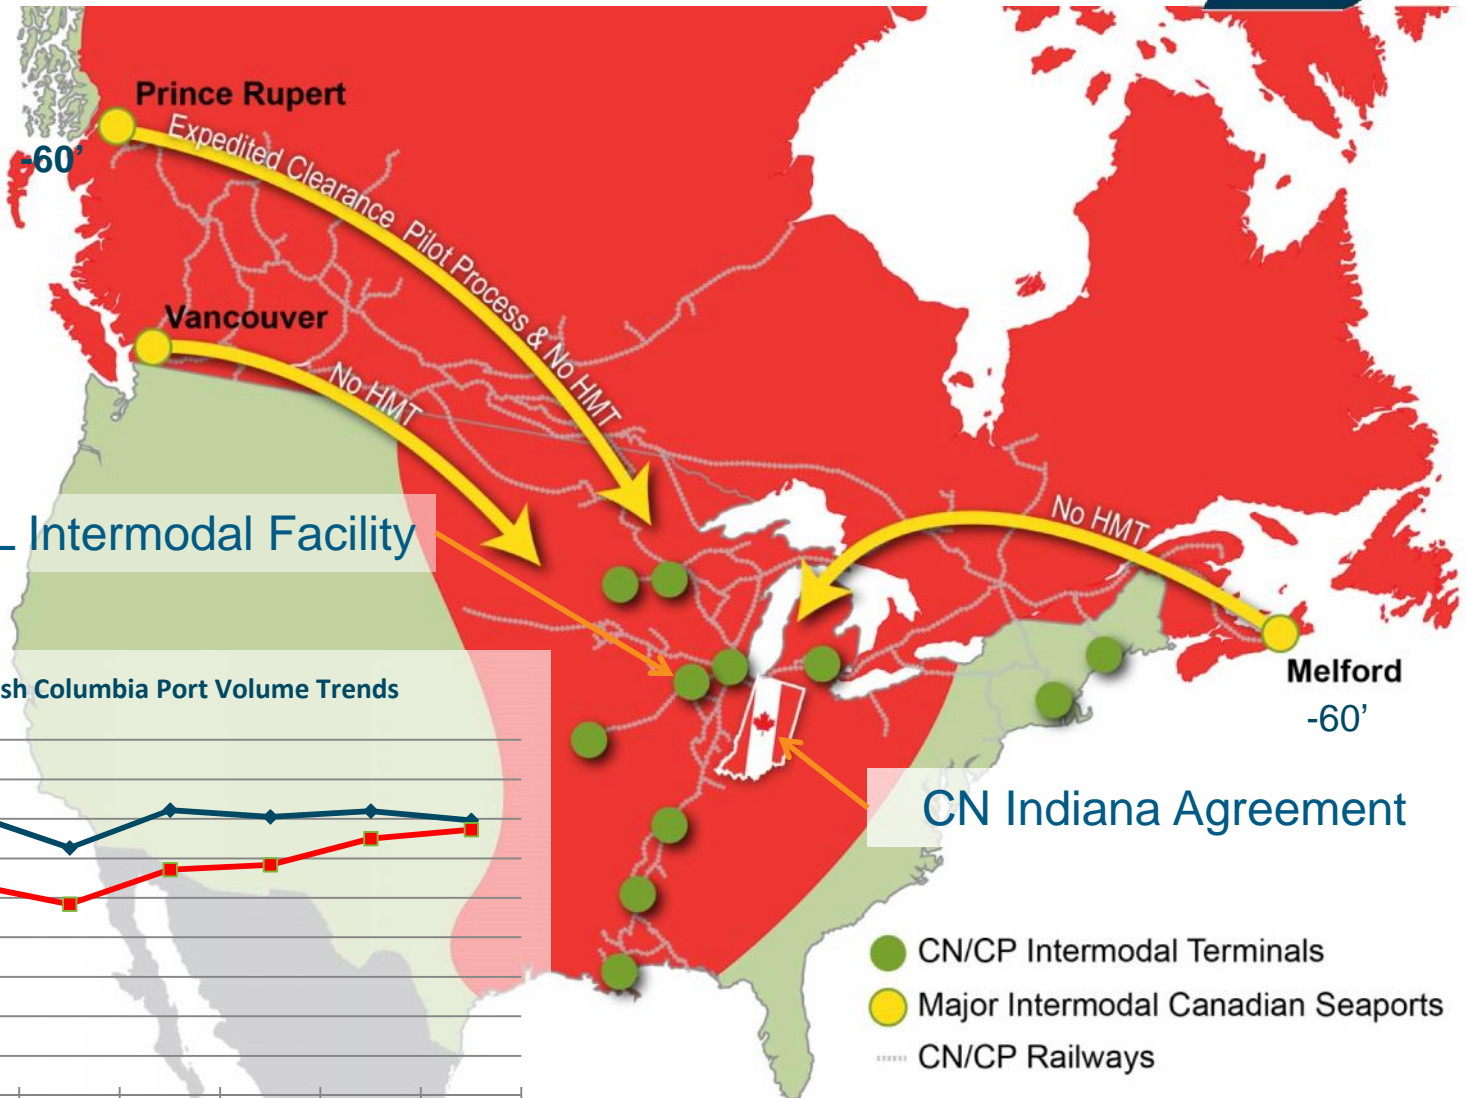 Prince Rupert
-60’
Expedited Clearance Pilot Process & No HMT
Vancouver
No HMT
Intermodal Facility
No HMT
Melford
-60’
sh Columbia Port Volume Trends
CN Indiana Agreement
CN/CP Intermodal Terminals
Major Intermodal Canadian Seaports
CN/CP Railways